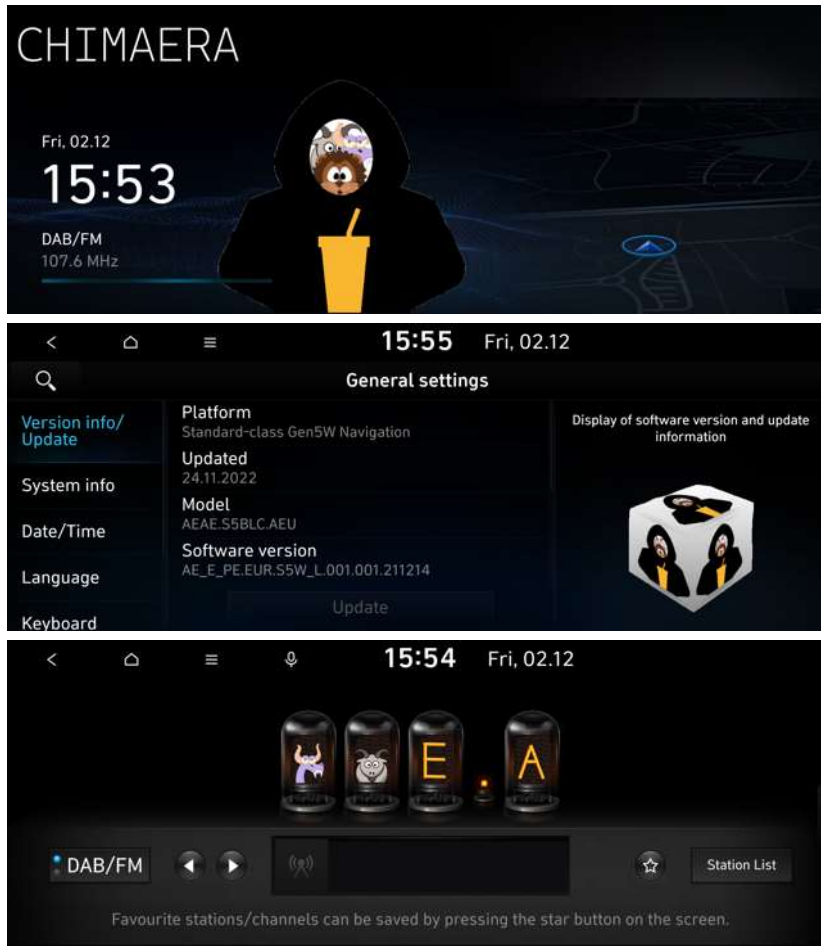 CHIMAERA
Fri, 02.12
15:53
DAB/FM
107.6 MHz
15:55 Fri, 02.12
General settings
Version info/
Update
System info
Date/Time
Language
Keyboard
Platform
Standard-class Gen5W Navigation
Updated
24.11.2022
Model
AEAE.S5BLC.AEU
Software version
AE_E_PE.EUR.S5W_L.001.001.211214
Update
Display of software version and update
information
15:54 Fri, 02.12
E.A
DAB/FM
Station List
Favourite stations/channels can be saved by pressing the star button on the screen.